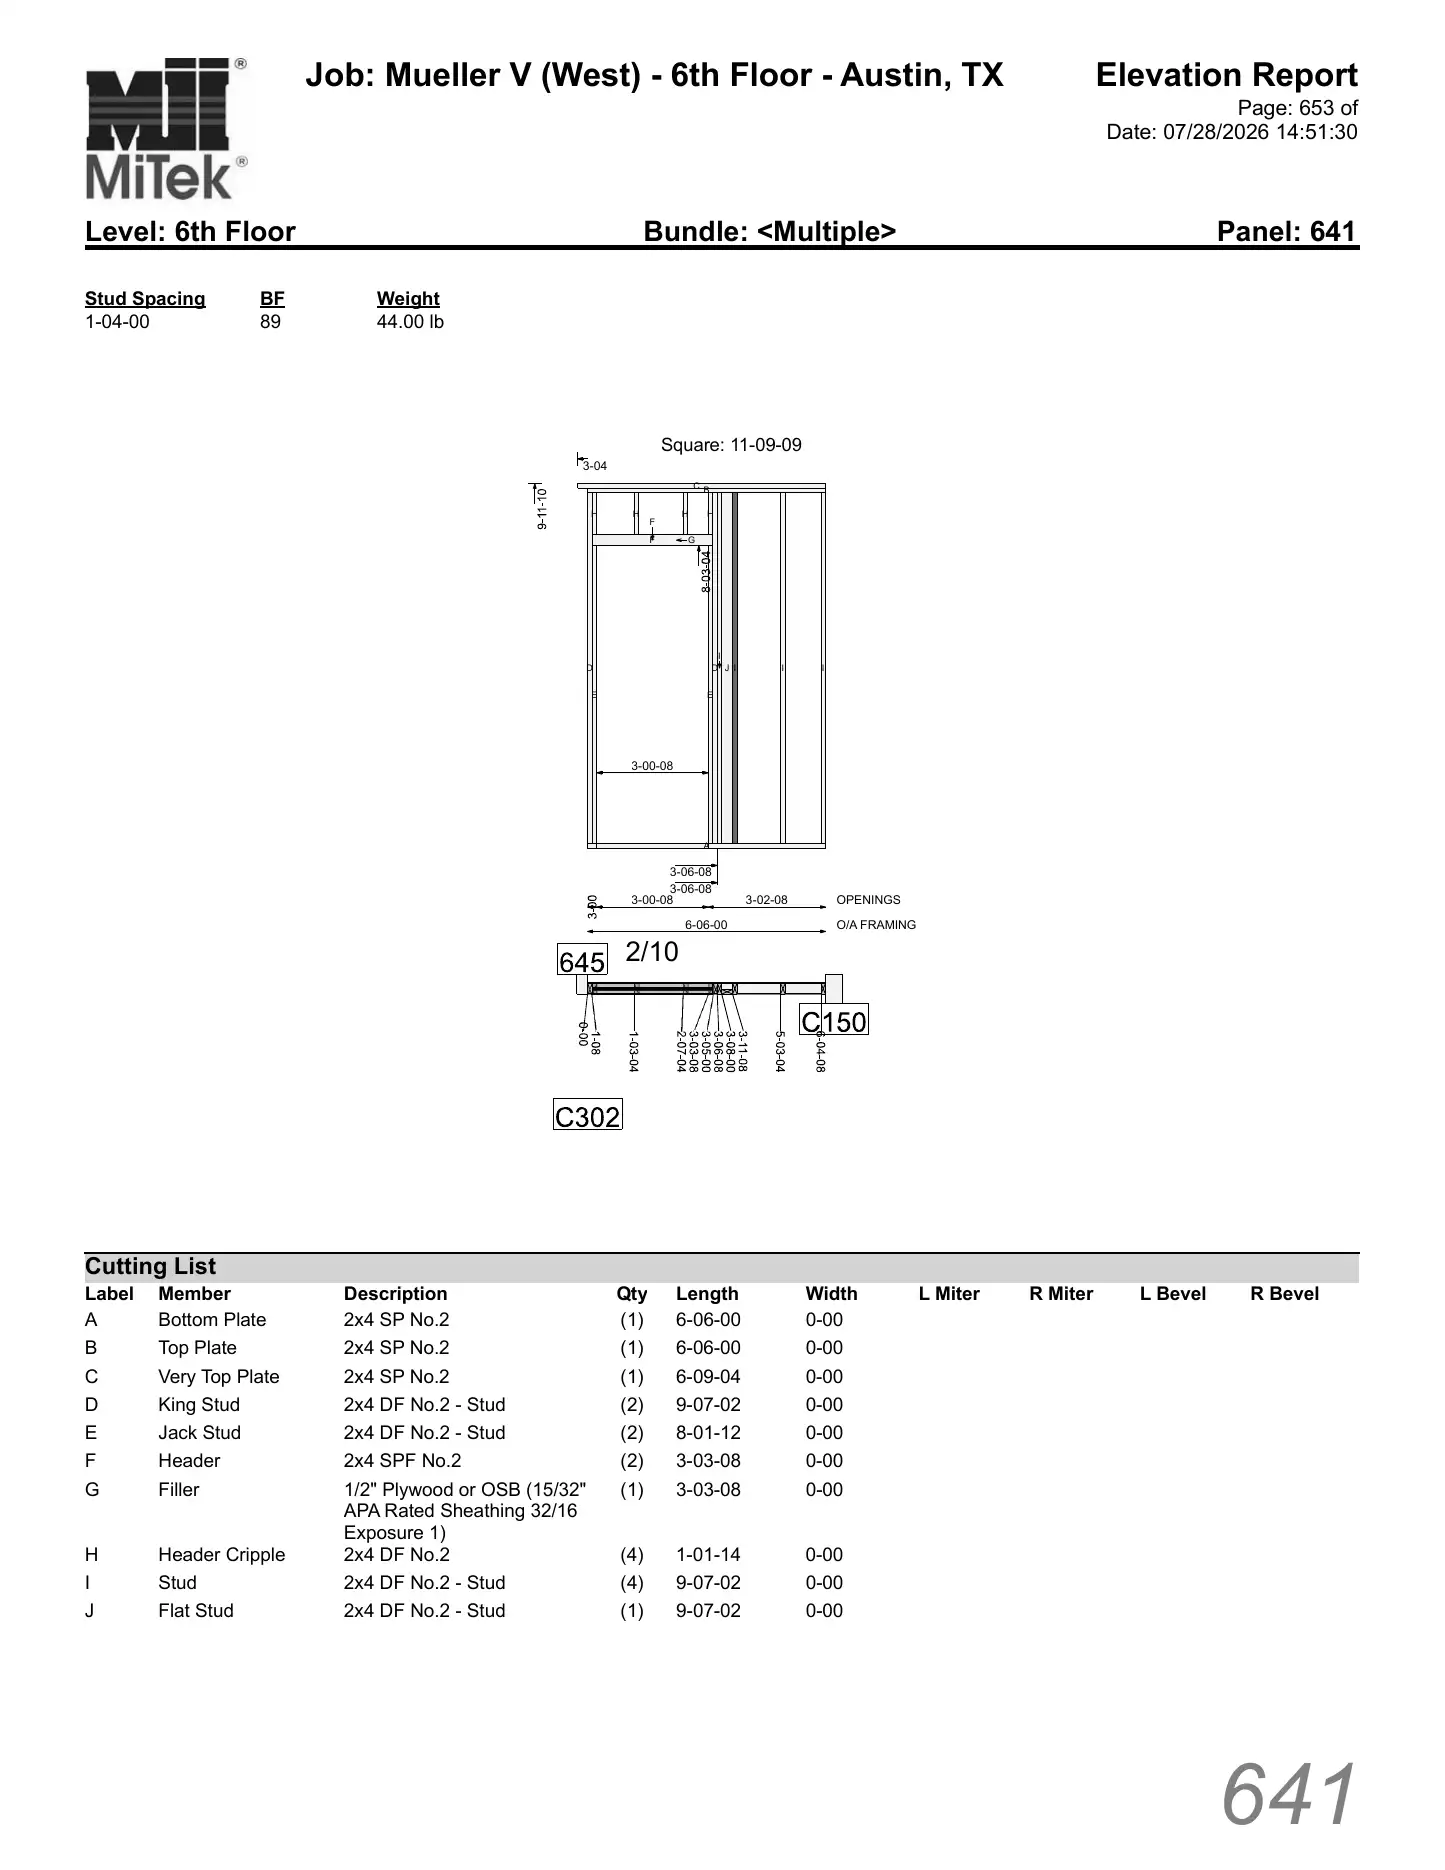 MiTek®
Job: Mueller V (West) - 6th Floor - Austin, TX
Elevation Report
Page: 653 of
Date: 07/28/2026 14:51:30
Level: 6th Floor Bundle: <Multiple> Panel: 641
Stud Spacing BF Weight
1-04-00 89 44.00 lb
Square: 11-09-09
3-04
9-11-10
C B
H H H H
F
F G
8-03-04
I
D D J I I I
E E
3-00-08
A
3-06-08
3-06-08
3-00 3-00-08 3-02-08 OPENINGS
6-06-00 O/A FRAMING
645 2/10
C150
0-00 1-08 1-03-04 2-07-04 3-03-08 3-05-00 3-06-08 3-08-00 3-11-08 5-03-04 6-04-08
C302
Cutting List
Label Member Description Qty Length Width L Miter R Miter L Bevel R Bevel
A Bottom Plate 2x4 SP No.2 (1) 6-06-00 0-00
B Top Plate 2x4 SP No.2 (1) 6-06-00 0-00
C Very Top Plate 2x4 SP No.2 (1) 6-09-04 0-00
D King Stud 2x4 DF No.2 - Stud (2) 9-07-02 0-00
E Jack Stud 2x4 DF No.2 - Stud (2) 8-01-12 0-00
F Header 2x4 SPF No.2 (2) 3-03-08 0-00
G Filler 1/2" Plywood or OSB (15/32" (1) 3-03-08 0-00
APA Rated Sheathing 32/16
Exposure 1)
H Header Cripple 2x4 DF No.2 (4) 1-01-14 0-00
I Stud 2x4 DF No.2 - Stud (4) 9-07-02 0-00
J Flat Stud 2x4 DF No.2 - Stud (1) 9-07-02 0-00
641